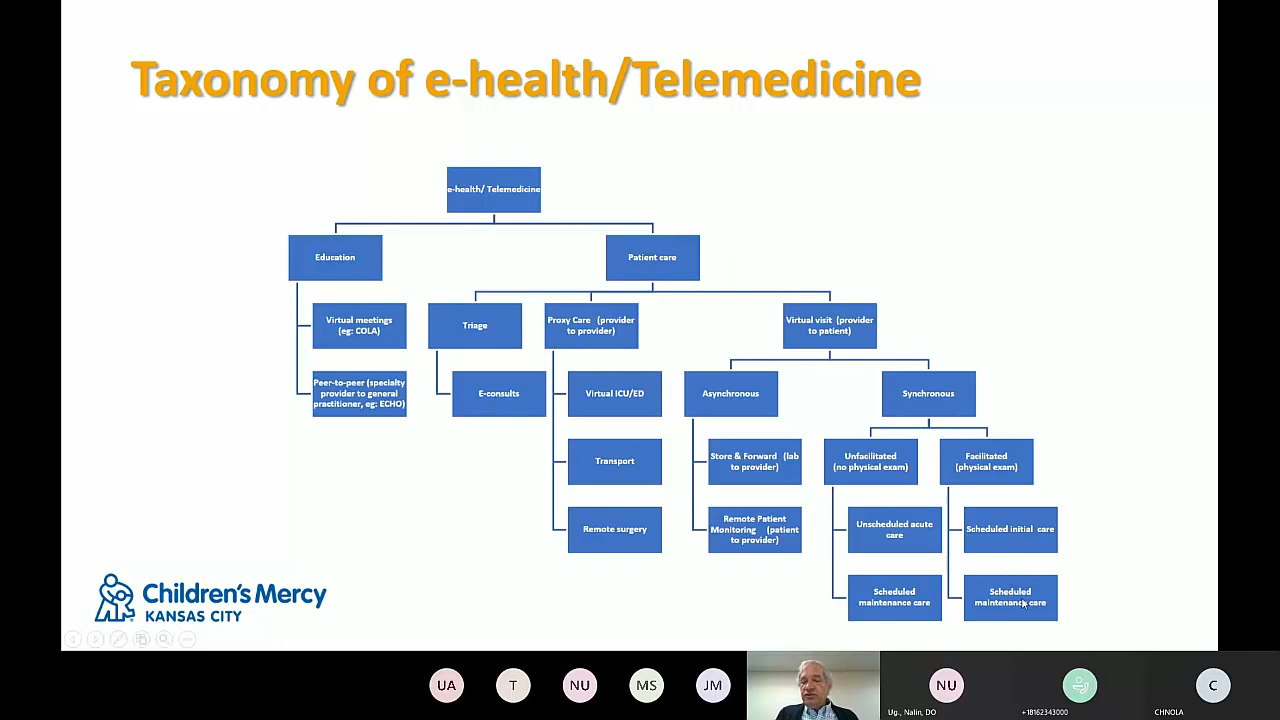 Taxonomy of e-health/Telemedicine
e-health/ Telemedicine
Education
Patient care
Virtual meetings
(eg: COLA)
Triage
Proxy Care (provider
to provider)
Virtual visit (provider
to patient)
Peer-to-peer (specialty
provider to general
practitioner, eg: ECHO)
E-consults
Virtual ICU/ED
Asynchronous
Synchronous
Transport
Store & Forward (lab
to provider)
Unfacilitated
(no physical exam)
Facilitated
(physical exam)
Remote surgery
Remote Patient
Monitoring (patient
to provider)
Unscheduled acute
care
Scheduled initial care
Scheduled
maintenance care
Scheduled
maintenance care
Children's Mercy
KANSAS CITY
UA
T
NU
MS
JM
NU
C
Ug., Nalin, DO
+18162343000
CHNOLA